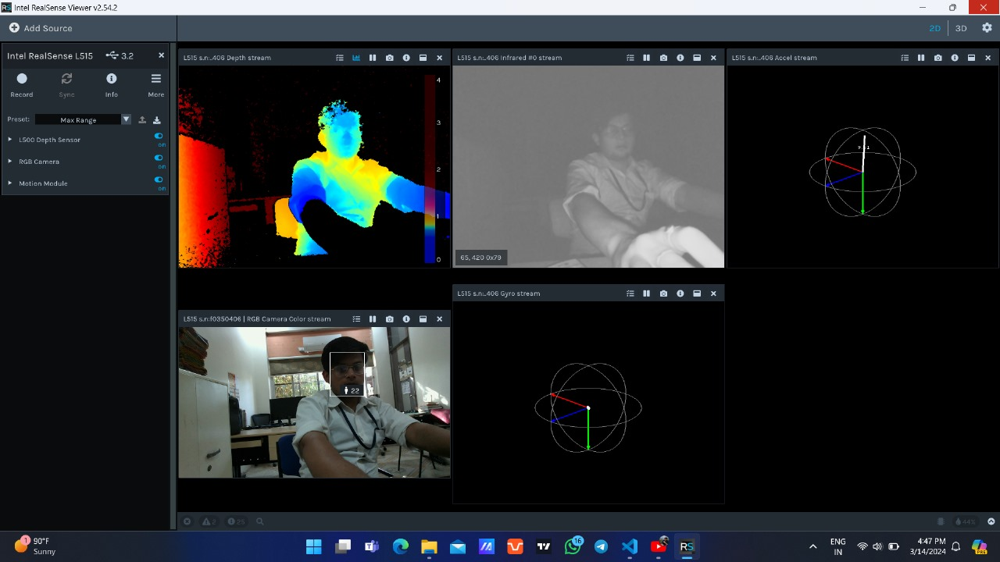 Intel RealSense Viewer v2.54.2
Add Source
2D
3D
Intel RealSense L515
3.2
Record
Sync
Info
More
Preset:
Max Range
L500 Depth Sensor
on
RGB Camera
on
Motion Module
on
L515 s.n:..406 Depth stream
4
3
2
1
0
L515 s.n:..406 Infrared #0 stream
65, 420 0x79
L515 s.n:..406 Accel stream
L515 s.n:f0350406 | RGB Camera Color stream
22
L515 s.n:..406 Gyro stream
2
25
44%
1
90°F
Sunny
16
ENG
IN
4:47 PM
3/14/2024
PRE